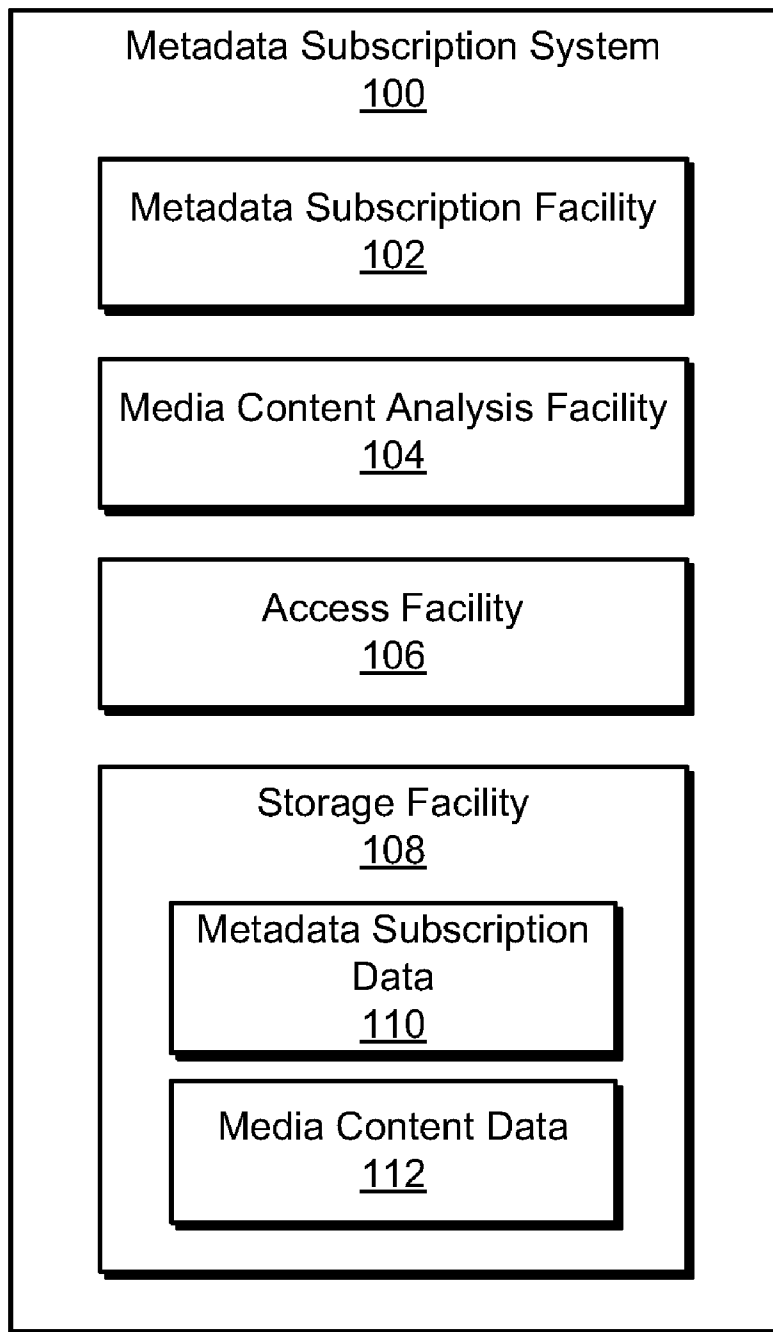 Metadata Subscription System
100
Metadata Subscription Facility
102
Media Content Analysis Facility
104
Access Facility
106
Storage Facility
108
Metadata Subscription
Data
110
Media Content Data
112